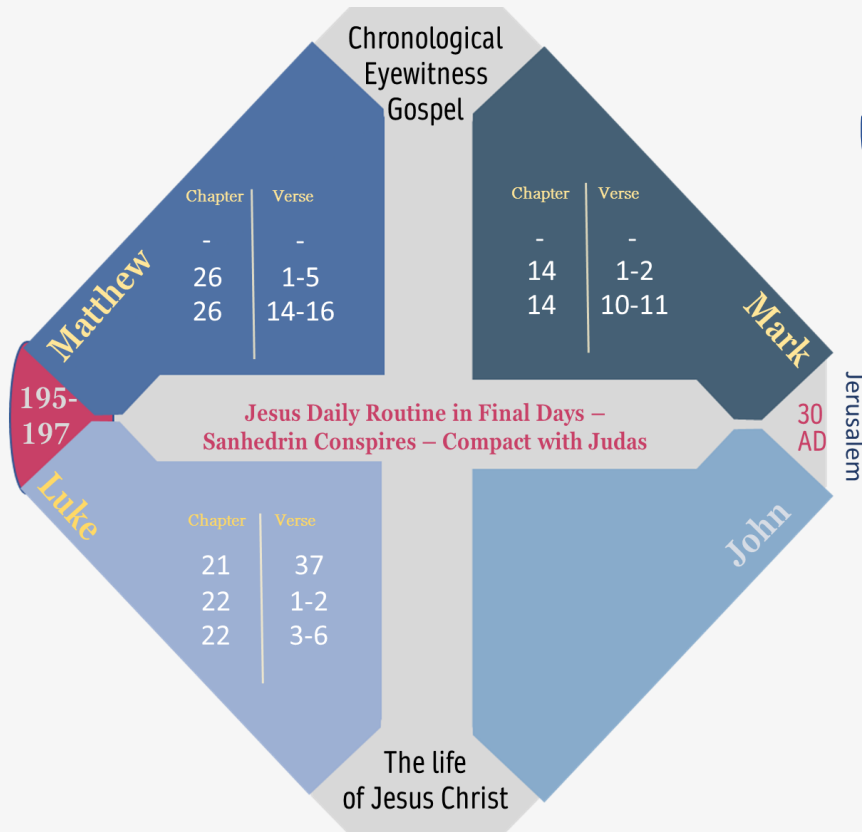 Chronological
Eyewitness
Gospel
Matthew
Chapter Verse
- -
26 1-5
26 14-16
Mark
Chapter Verse
- -
14 1-2
14 10-11
195-
197
Jesus Daily Routine in Final Days –
Sanhedrin Conspires – Compact with Judas
30
AD
Jerusalem
Luke
Chapter Verse
21 37
22 1-2
22 3-6
John
The life
of Jesus Christ